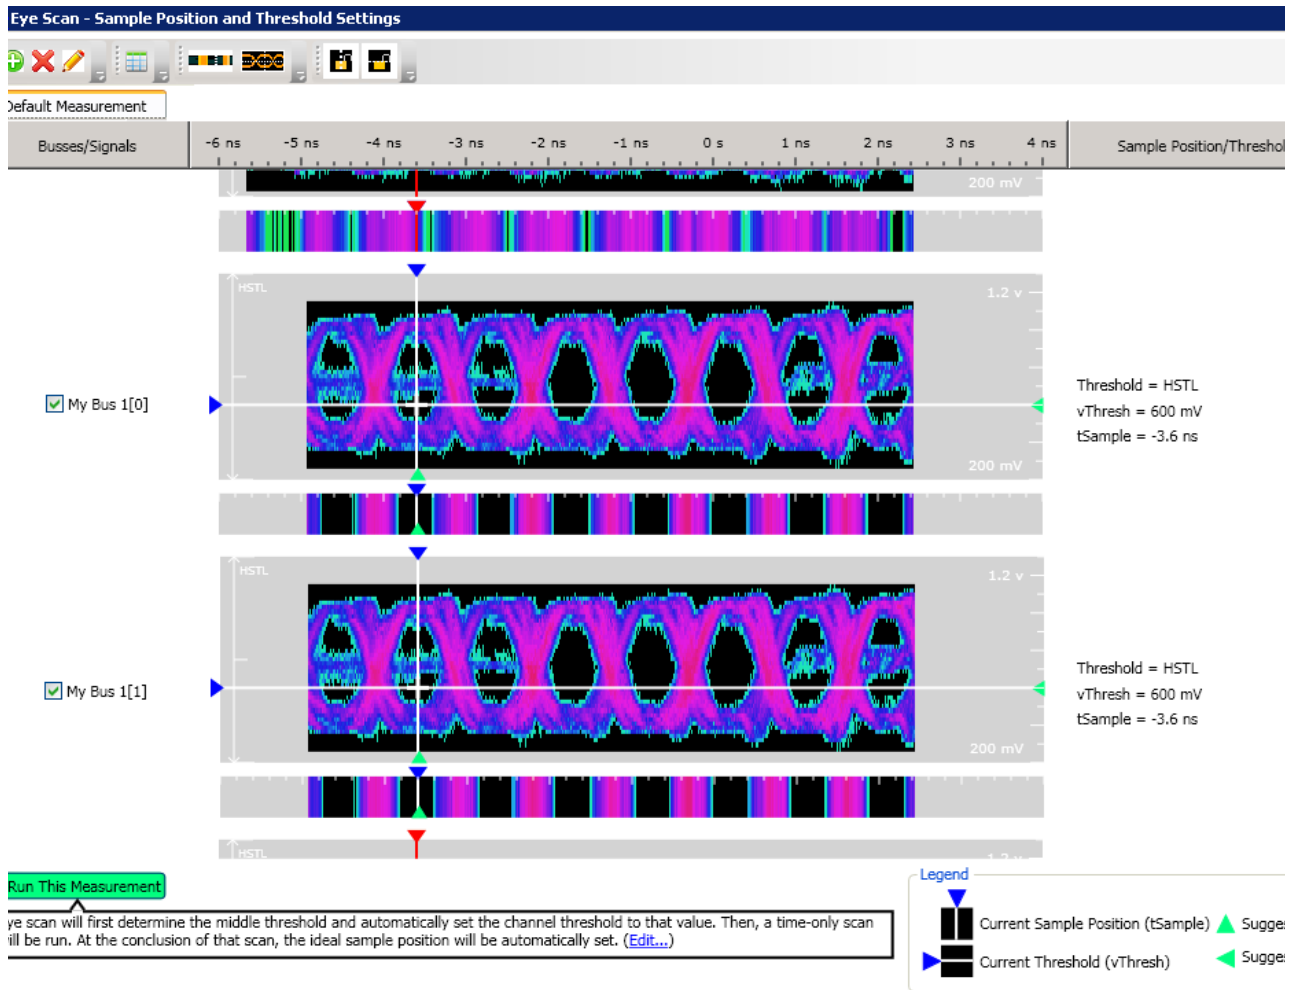 Eye Scan - Sample Position and Threshold Settings
Default Measurement
Busses/Signals
-6 ns -5 ns -4 ns -3 ns -2 ns -1 ns 0 s 1 ns 2 ns 3 ns 4 ns
Sample Position/Threshol
200 mV
HSTL
1.2 v
My Bus 1[0]
Threshold = HSTL
vThresh = 600 mV
tSample = -3.6 ns
200 mV
HSTL
1.2 v
My Bus 1[1]
Threshold = HSTL
vThresh = 600 mV
tSample = -3.6 ns
200 mV
HSTL
1.2 v
Run This Measurement
ye scan will first determine the middle threshold and automatically set the channel threshold to that value. Then, a time-only scan
ill be run. At the conclusion of that scan, the ideal sample position will be automatically set. (Edit...)
Legend
Current Sample Position (tSample)
Sugge
Current Threshold (vThresh)
Sugge